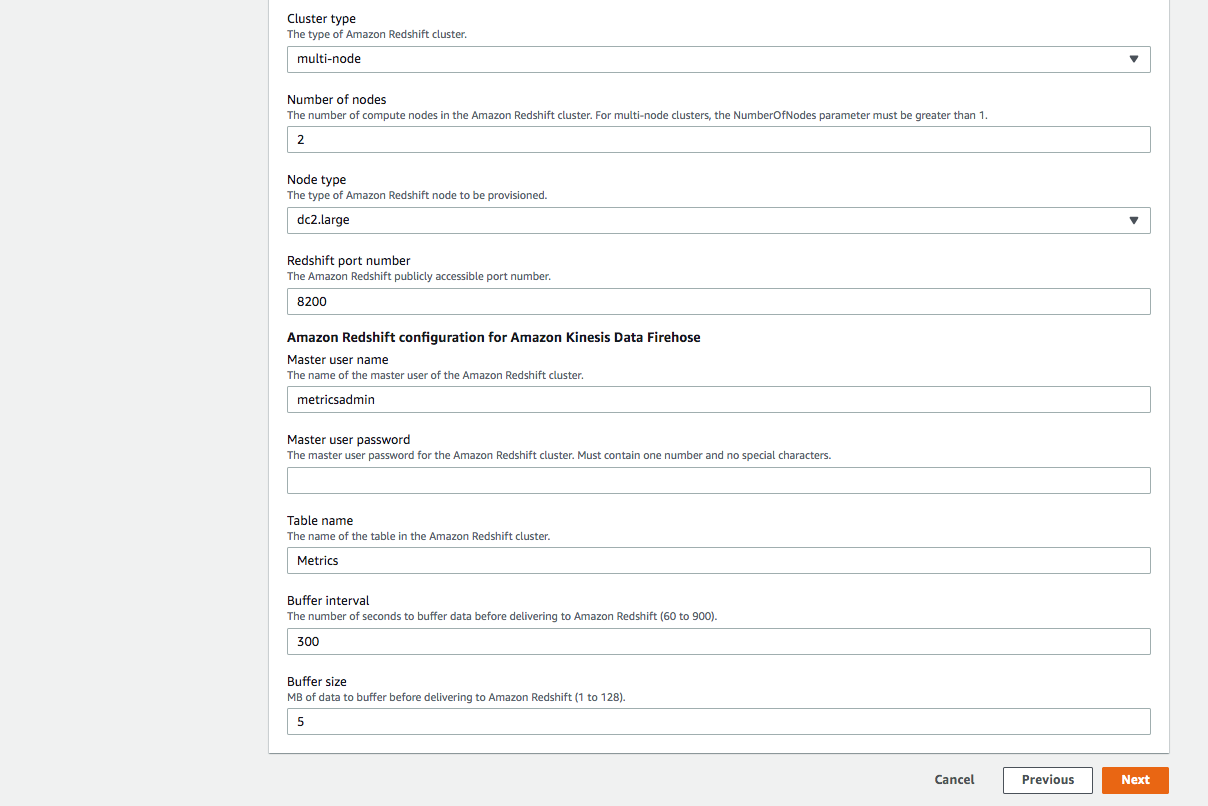 Cluster type
The type of Amazon Redshift cluster.
multi-node
Number of nodes
The number of compute nodes in the Amazon Redshift cluster. For multi-node clusters, the NumberOfNodes parameter must be greater than 1.
2
Node type
The type of Amazon Redshift node to be provisioned.
dc2.large
Redshift port number
The Amazon Redshift publicly accessible port number.
8200
Amazon Redshift configuration for Amazon Kinesis Data Firehose
Master user name
The name of the master user of the Amazon Redshift cluster.
metricsadmin
Master user password
The master user password for the Amazon Redshift cluster. Must contain one number and no special characters.
Table name
The name of the table in the Amazon Redshift cluster.
Metrics
Buffer interval
The number of seconds to buffer data before delivering to Amazon Redshift (60 to 900).
300
Buffer size
MB of data to buffer before delivering to Amazon Redshift (1 to 128).
5
Cancel Previous Next